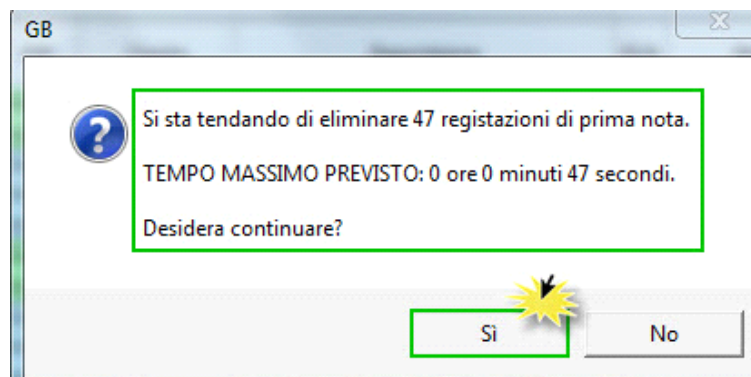 GB
Si sta tendando di eliminare 47 registazioni di prima nota.
TEMPO MASSIMO PREVISTO: 0 ore 0 minuti 47 secondi.
Desidera continuare?
Sì
No